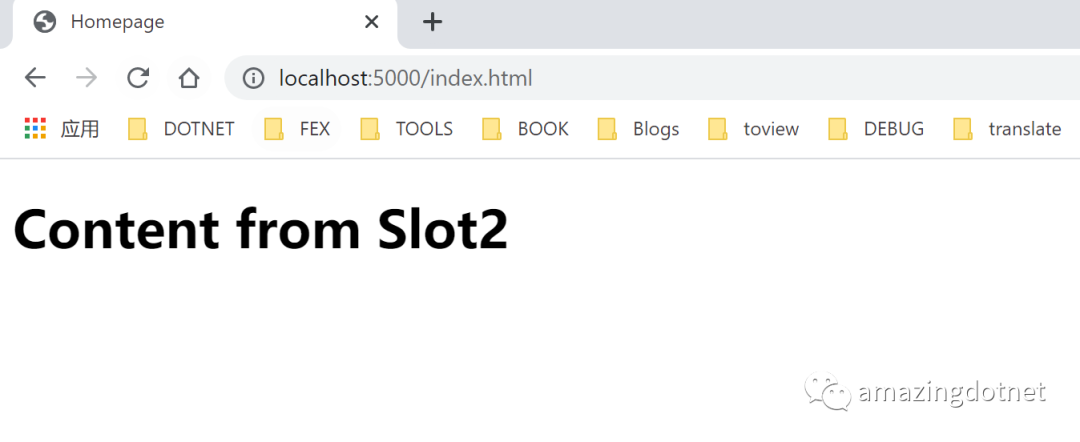 Homepage
localhost:5000/index.html
应用 DOTNET FEX TOOLS BOOK Blogs toview DEBUG translate
Content from Slot2
amazingdotnet